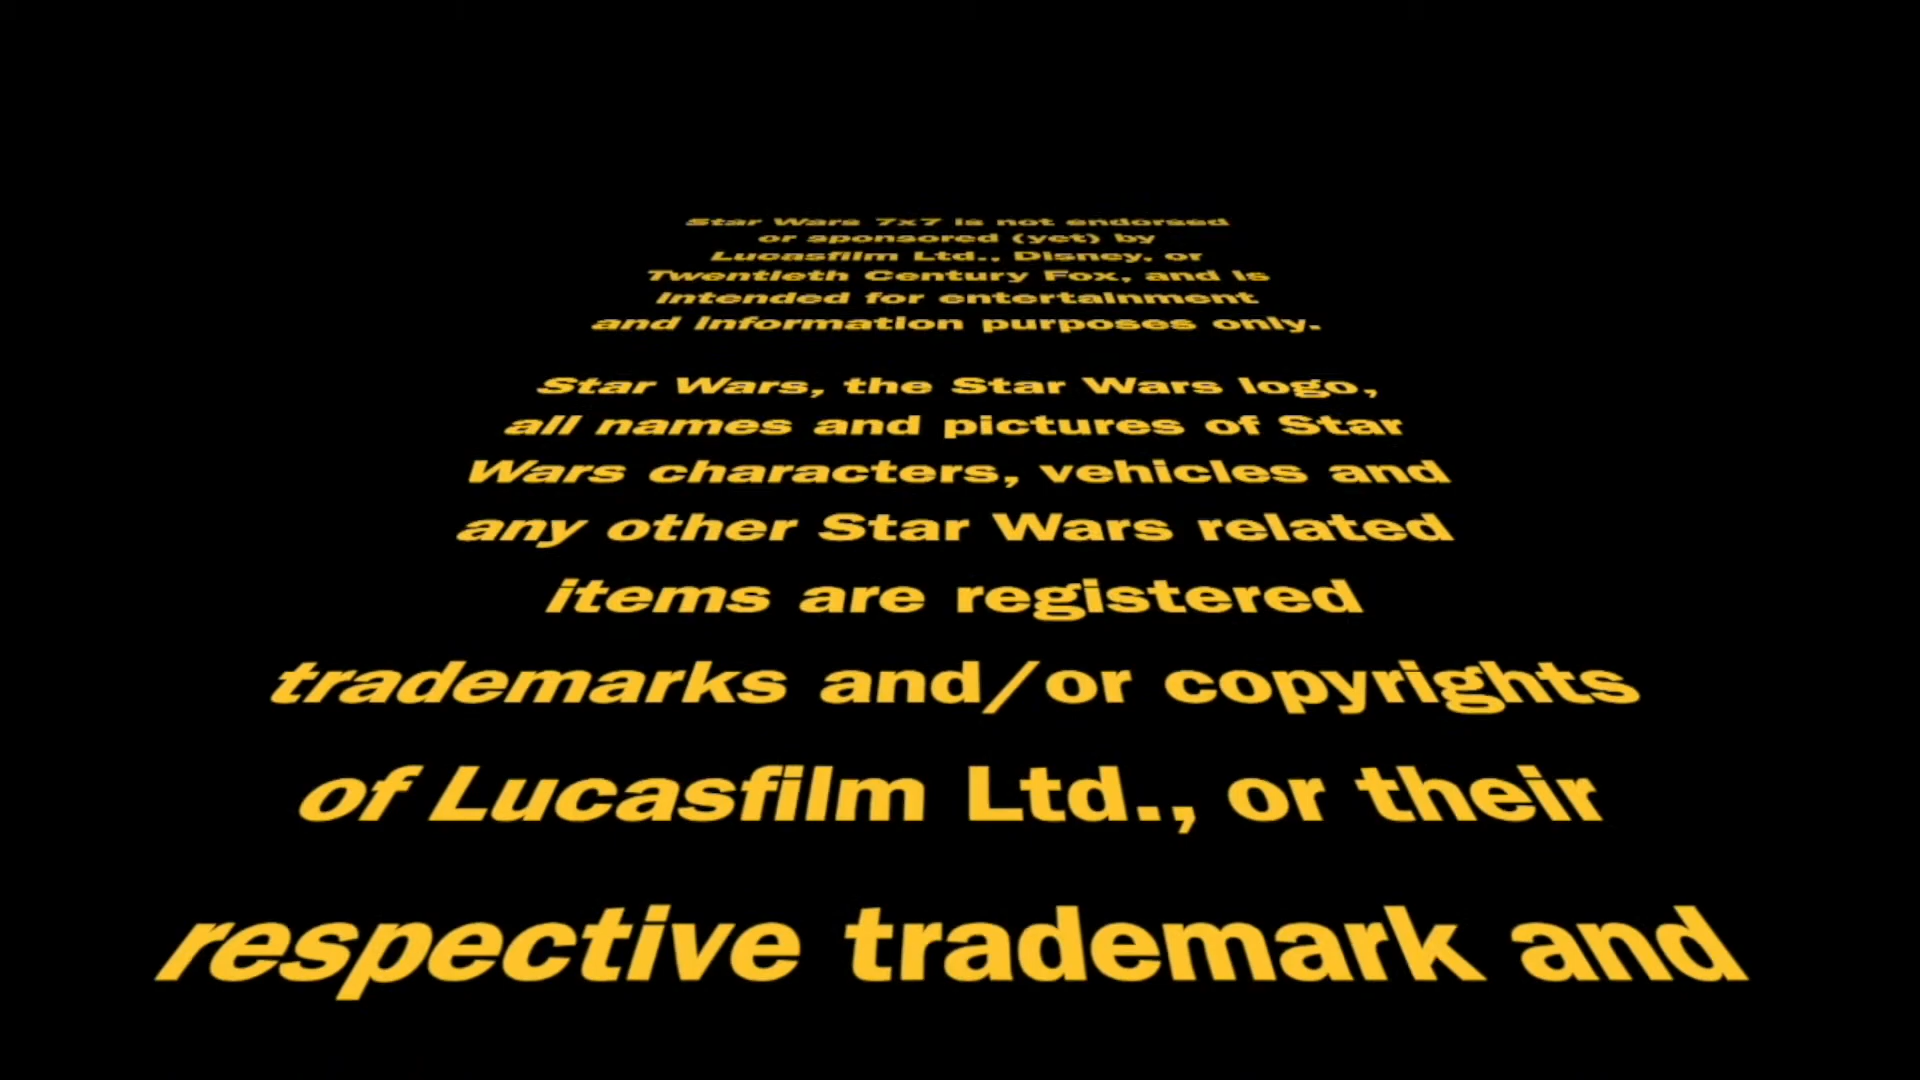 Star Wars 7x7 is not endorsed
or sponsored (yet) by
Lucasfilm Ltd., Disney, or
Twentieth Century Fox, and is
intended for entertainment
and information purposes only.
Star Wars, the Star Wars logo,
all names and pictures of Star
Wars characters, vehicles and
any other Star Wars related
items are registered
trademarks and/or copyrights
of Lucasfilm Ltd., or their
respective trademark and